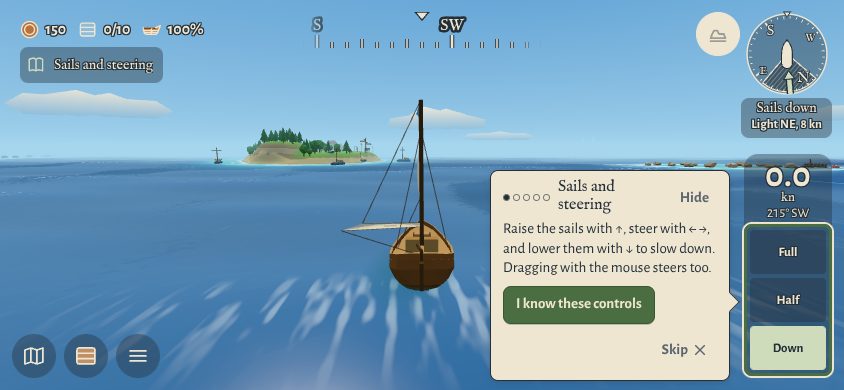 150
0/10
100%
Sails and steering
S
SW
S
W
E
N
Sails down
Light NE, 8 kn
0.0
kn
215° SW
Sails and
steering
Hide
Raise the sails with ↑, steer with ←→,
and lower them with ↓ to slow down.
Dragging with the mouse steers too.
I know these controls
Skip ×
Full
Half
Down